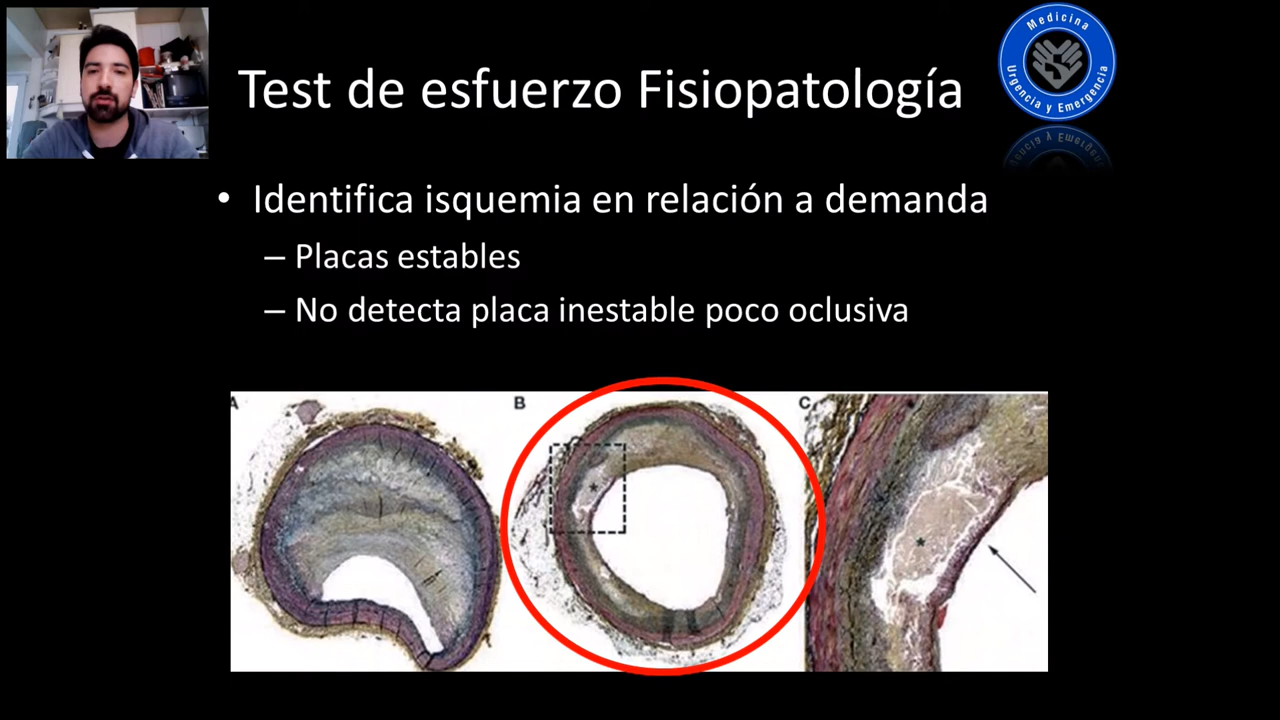 Test de esfuerzo Fisiopatología
Medicina
Urgencia y Emergencia
• Identifica isquemia en relación a demanda
– Placas estables
– No detecta placa inestable poco oclusiva
A
B
C
*
*